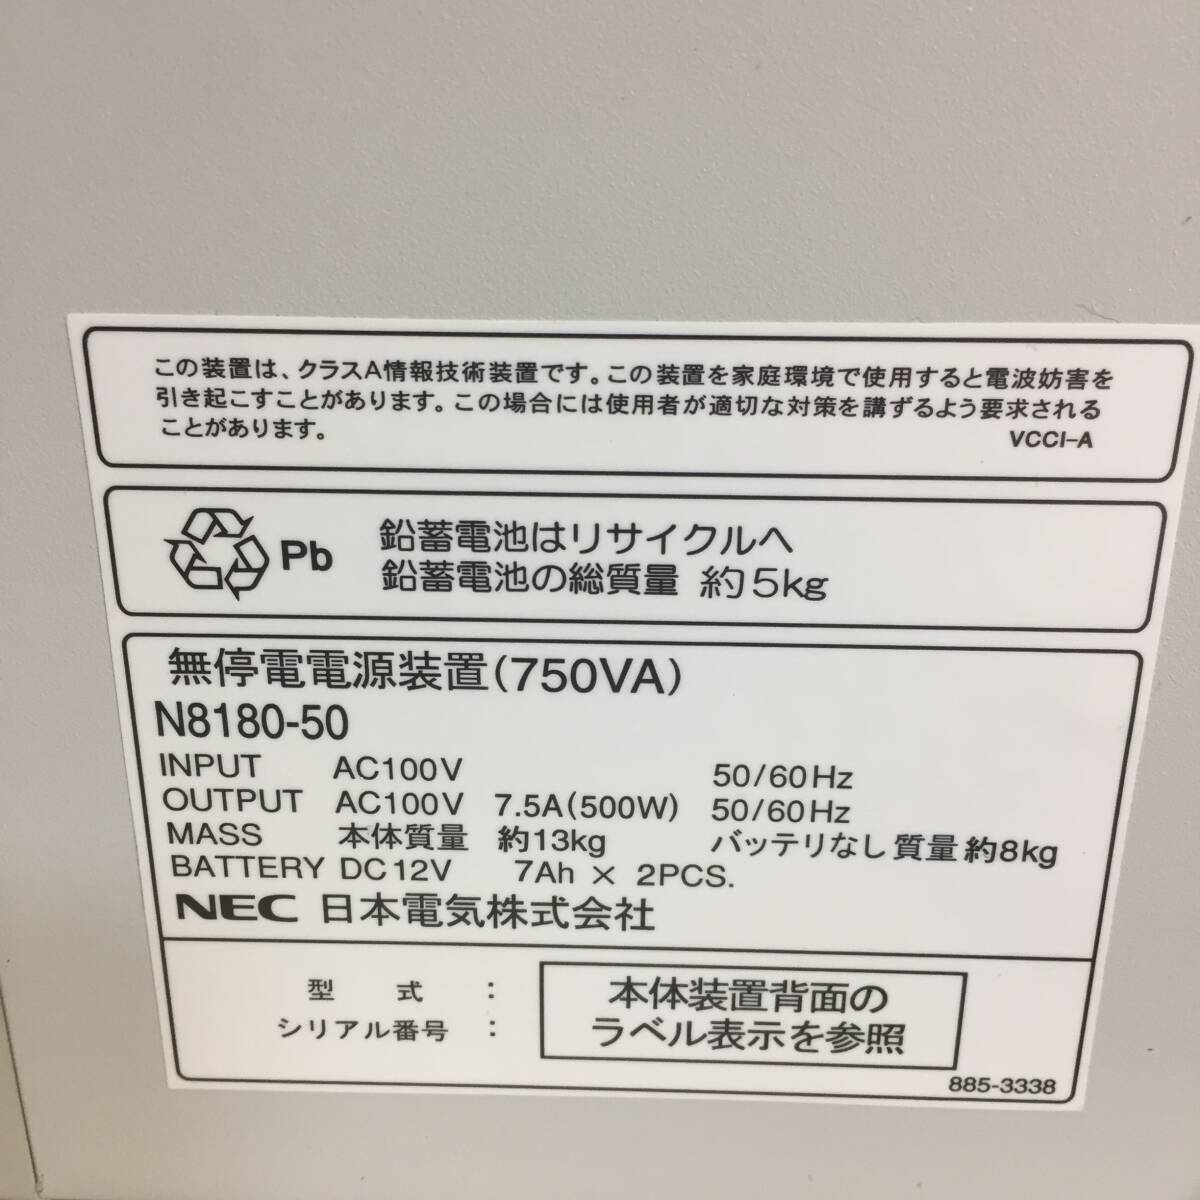 この装置は、クラスA情報技術装置です。この装置を家庭環境で使用すると電波妨害を
引き起こすことがあります。この場合には使用者が適切な対策を講ずるよう要求される
ことがあります。 VCCI-A
Pb 鉛蓄電池はリサイクルへ
鉛蓄電池の総質量 約5kg
無停電電源装置(750VA)
N8180-50
INPUT AC100V 50/60Hz
OUTPUT AC100V 7.5A(500W) 50/60Hz
MASS 本体質量 約13kg バッテリなし質量約8kg
BATTERY DC12V 7Ah × 2PCS.
NEC 日本電気株式会社
型 式 : 本体装置背面の
シリアル番号 : ラベル表示を参照
885-3338